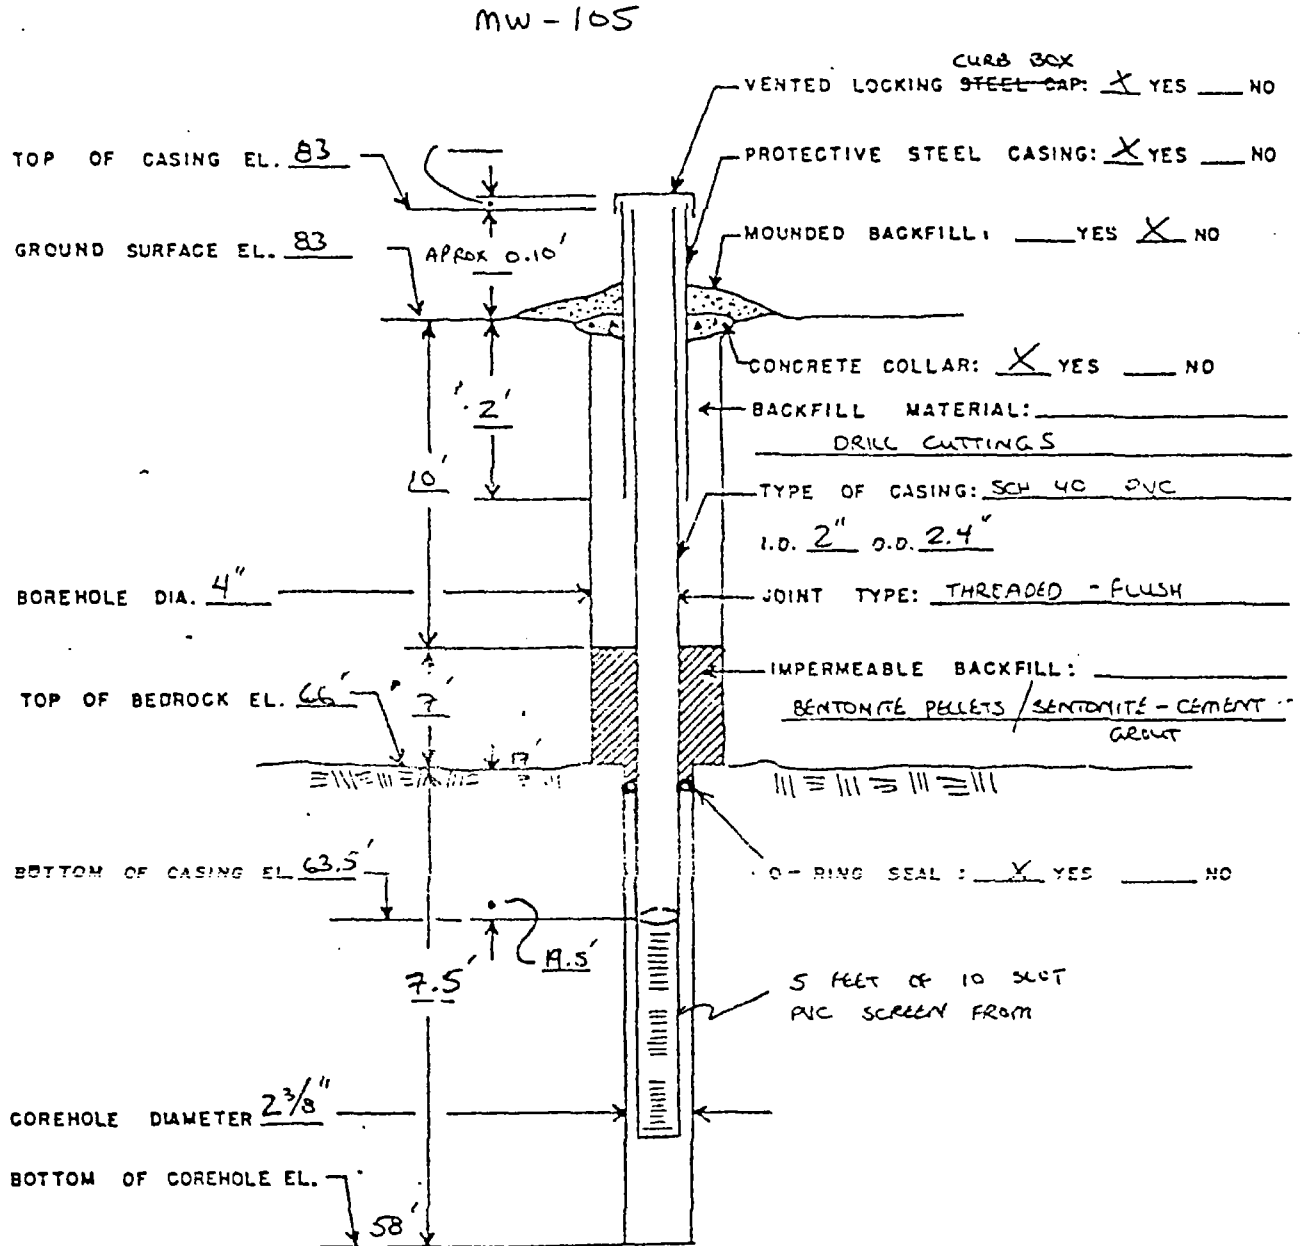 MW-105
CURB BOX
VENTED LOCKING STEEL CAP: X YES ___ NO
TOP OF CASING EL. 83
PROTECTIVE STEEL CASING: X YES ___ NO
MOUNDED BACKFILL: ___ YES X NO
GROUND SURFACE EL. 83
APROX 0.10'
CONCRETE COLLAR: X YES ___ NO
2'
BACKFILL MATERIAL:
DRILL CUTTINGS
10'
TYPE OF CASING: SCH 40 PVC
I.D. 2" O.D. 2.4"
BOREHOLE DIA. 4"
JOINT TYPE: THREADED - FLUSH
IMPERMEABLE BACKFILL:
TOP OF BEDROCK EL. 66'
7'
BENTONITE PELLETS / BENTONITE - CEMENT
GROUT
17'
BOTTOM OF CASING EL 63.5'
O-RING SEAL : X YES ___ NO
19.5'
7.5'
5 FEET OF 10 SLOT
PVC SCREEN FROM
COREHOLE DIAMETER 2 3/8"
BOTTOM OF COREHOLE EL.
58'